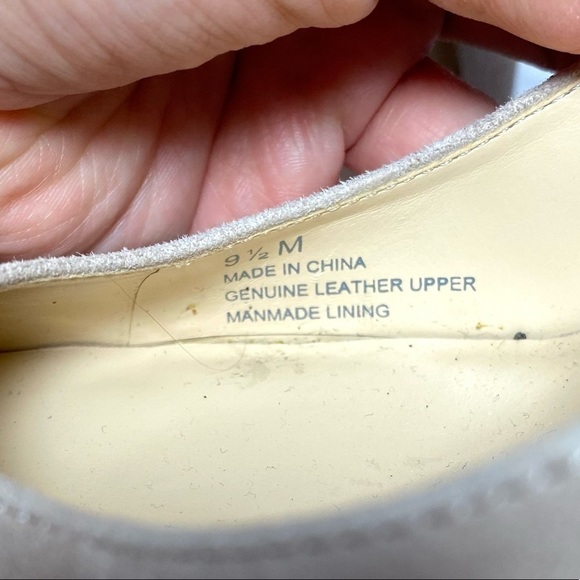 9 ½ M
MADE IN CHINA
GENUINE LEATHER UPPER
MANMADE LINING